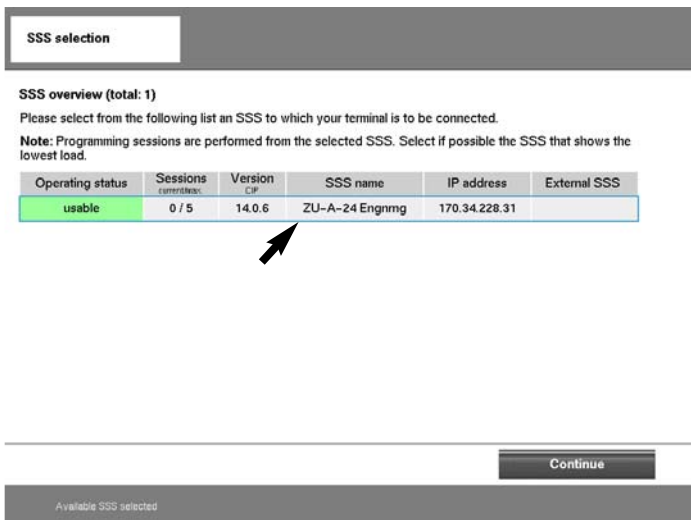 SSS selection
SSS overview (total: 1)
Please select from the following list an SSS to which your terminal is to be connected.
Note: Programming sessions are performed from the selected SSS. Select if possible the SSS that shows the
lowest load.
Operating status Sessions Version SSS name IP address External SSS
current/max. CIP
usable 0 / 5 14.0.6 ZU-A-24 Engnrng 170.34.228.31
Continue
Available SSS selected